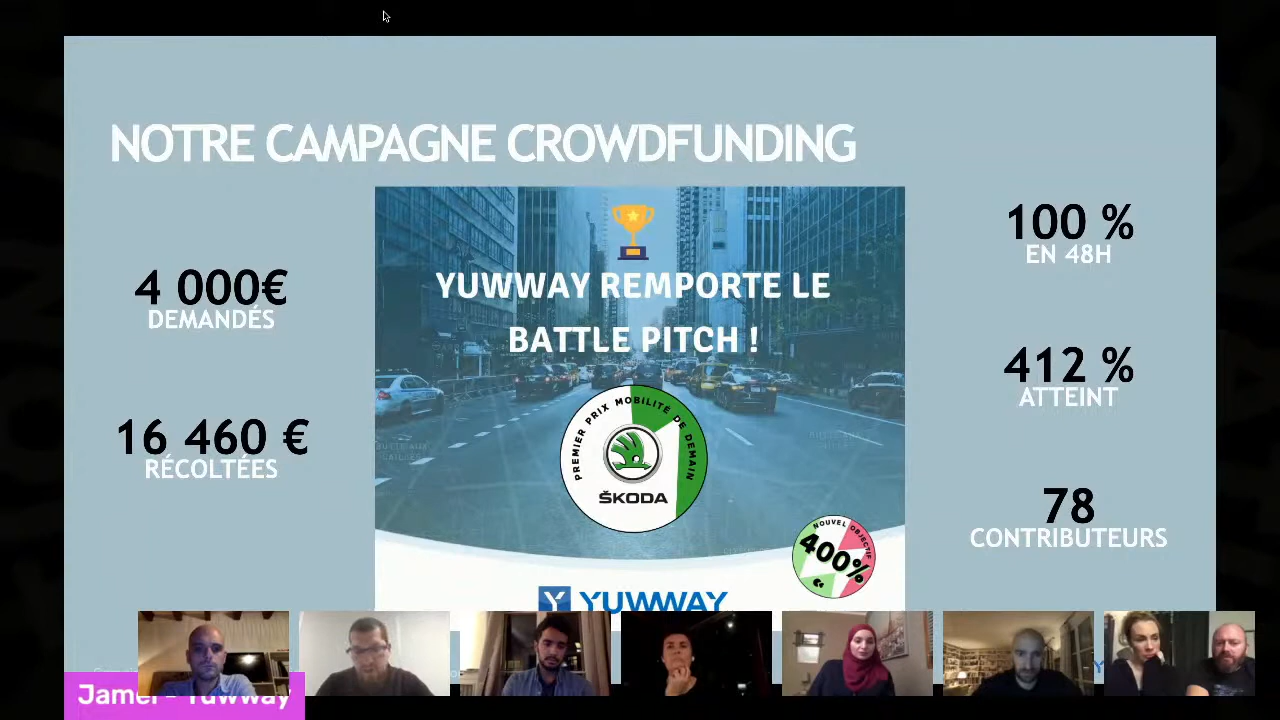 NOTRE CAMPAGNE CROWDFUNDING
4 000€
DEMANDÉS
16 460 €
RÉCOLTÉES
YUWWAY REMPORTE LE
BATTLE PITCH !
PREMIER PRIX MOBILITÉ DE DEMAIN
ŠKODA
NOUVEL OBJECTIF
400%
YUWWAY
100 %
EN 48H
412 %
ATTEINT
78
CONTRIBUTEURS
Jamel - Yuwway